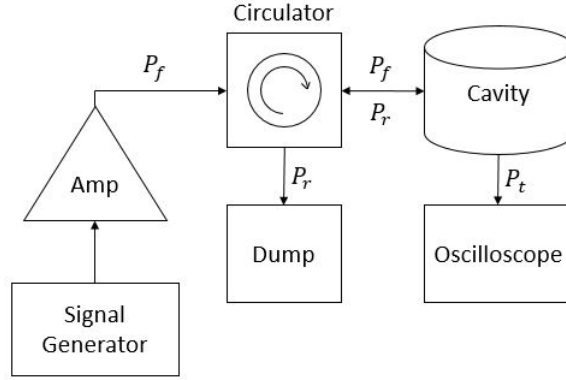 Circulator
P_f
P_f
Cavity
P_r
Amp
P_r
P_t
Dump
Oscilloscope
Signal
Generator